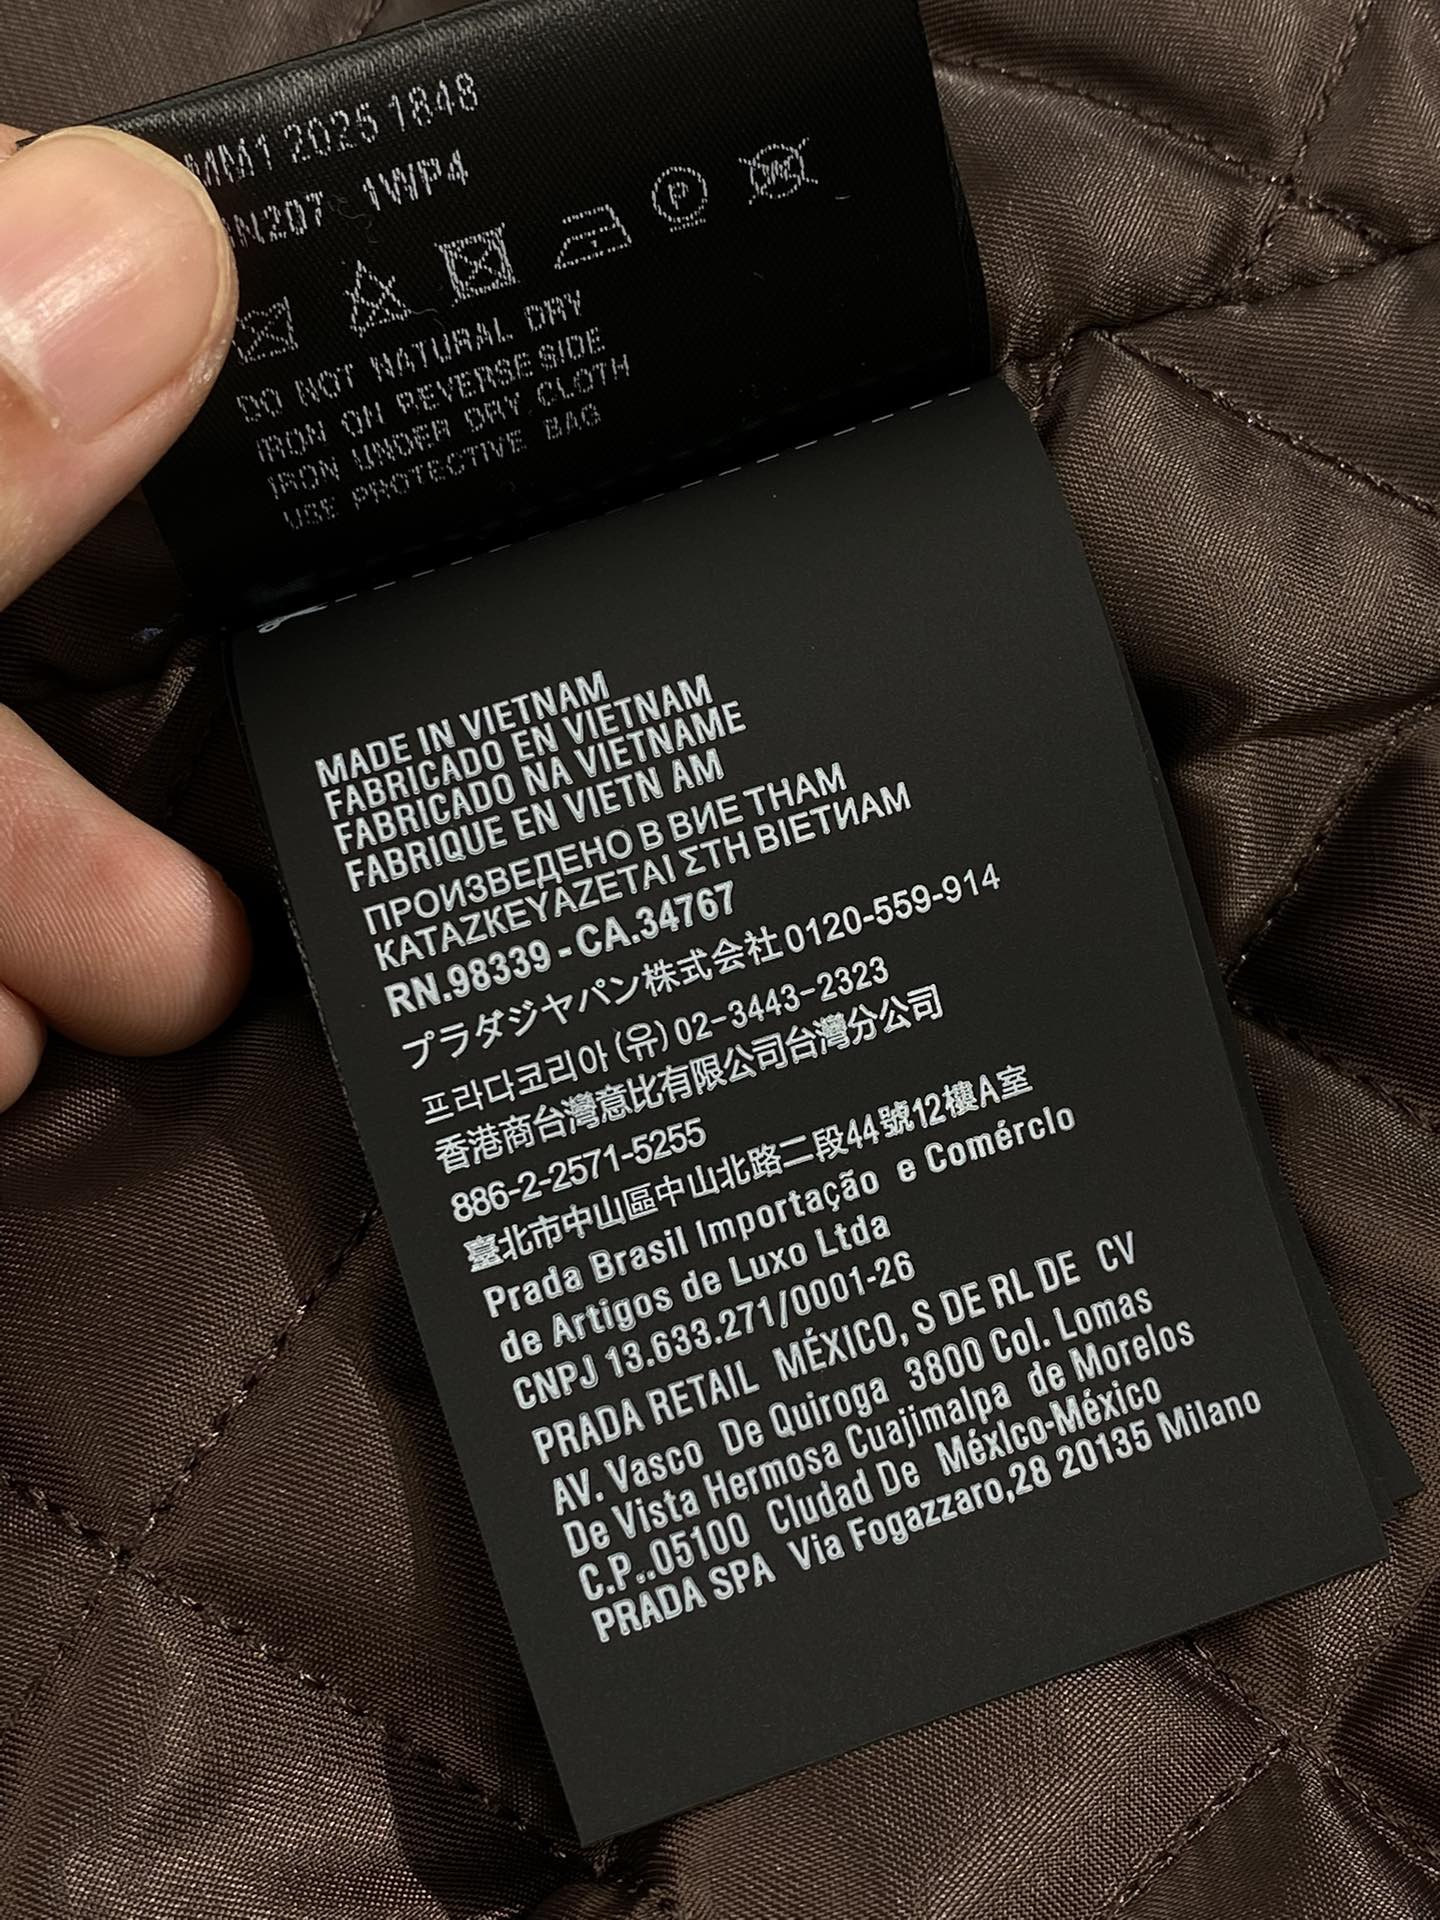 MM1 2025 1848
N207 1WP4
DO NOT NATURAL DRY
IRON ON REVERSE SIDE
IRON UNDER DRY CLOTH
USE PROTECTIVE BAG
MADE IN VIETNAM
FABRICADO EN VIETNAM
FABRICADO NA VIETNAME
FABRIQUE EN VIETN AM
ПРОИЗВЕДЕНО В ВИЕ ТНАМ
KATAZKEYÁZETAI ΣΤΗ ΒΙΕΤИΑΜ
RN.98339 - CA.34767
プラダジャパン株式会社 0120-559-914
프라다코리아 (유) 02-3443-2323
香港商台灣意比有限公司台灣分公司
886-2-2571-5255
臺北市中山區中山北路二段44號12樓A室
Prada Brasil Importação e Comérclo
de Artigos de Luxo Ltda
CNPJ 13.633.271/0001-26
PRADA RETAIL MÉXICO, S DE RL DE CV
AV. Vasco De Quiroga 3800 Col. Lomas
De Vista Hermosa Cuajimalpa de Morelos
C.P..05100 Cludad De Méxlco-México
PRADA SPA Via Fogazzaro,28 20135 Milano